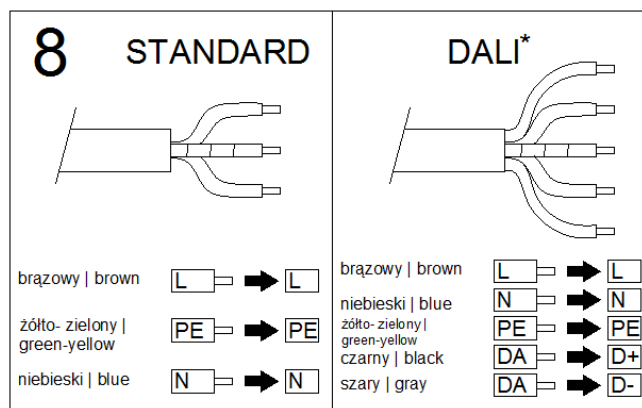 8 STANDARD
brązowy | brown L L
żółto- zielony |
green-yellow PE PE
niebieski | blue N N
DALI*
brązowy | brown L L
niebieski | blue N N
żółto- zielony |
green-yellow PE PE
czarny | black DA D+
szary | gray DA D-